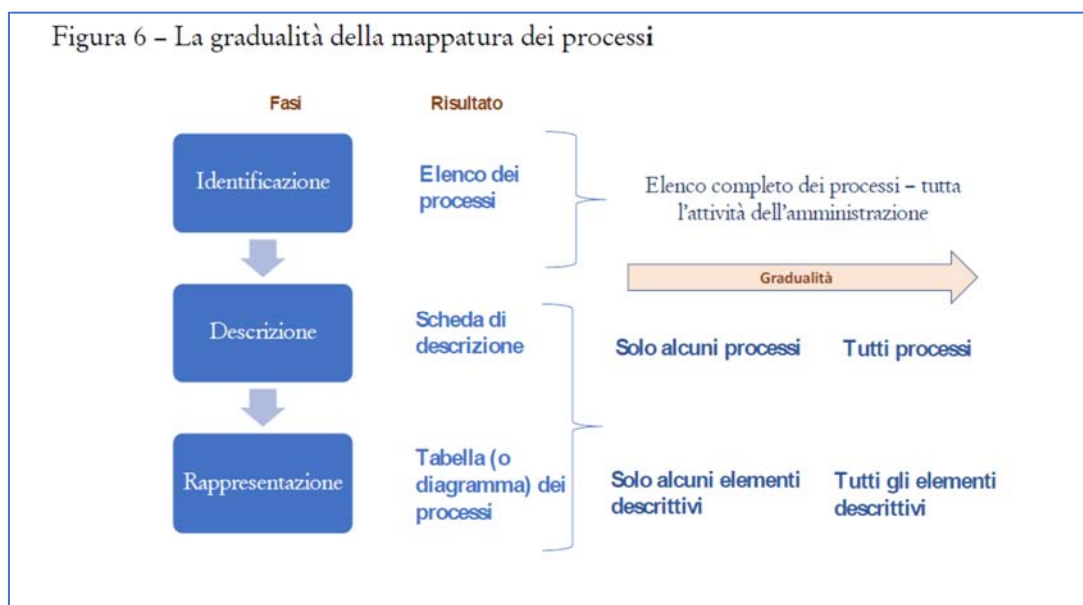 Figura 6 – La gradualità della mappatura dei processi
Fasi
Risultato
Identificazione
Elenco dei
processi
Elenco completo dei processi – tutta
l'attività dell'amministrazione
Gradualità
Descrizione
Scheda di
descrizione
Solo alcuni processi
Tutti processi
Rappresentazione
Tabella (o
diagramma) dei
processi
Solo alcuni elementi
descrittivi
Tutti gli elementi
descrittivi